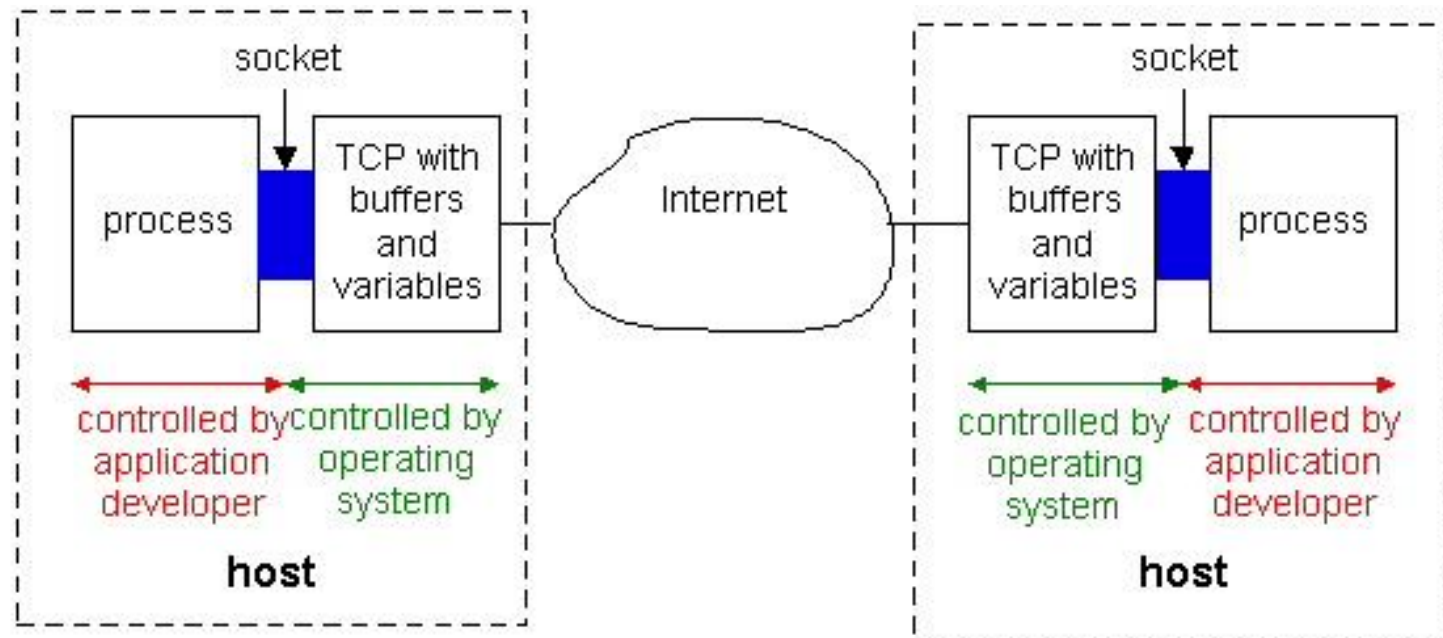 socket
process
TCP with
buffers
and
variables
controlled by
application
developer
controlled by
operating
system
host
Internet
socket
TCP with
buffers
and
variables
process
controlled by
operating
system
controlled by
application
developer
host